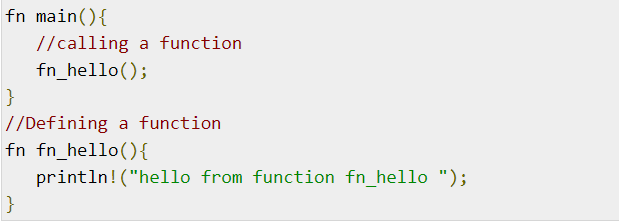 fn main(){
   //calling a function
   fn_hello();
}
//Defining a function
fn fn_hello(){
   println!("hello from function fn_hello ");
}